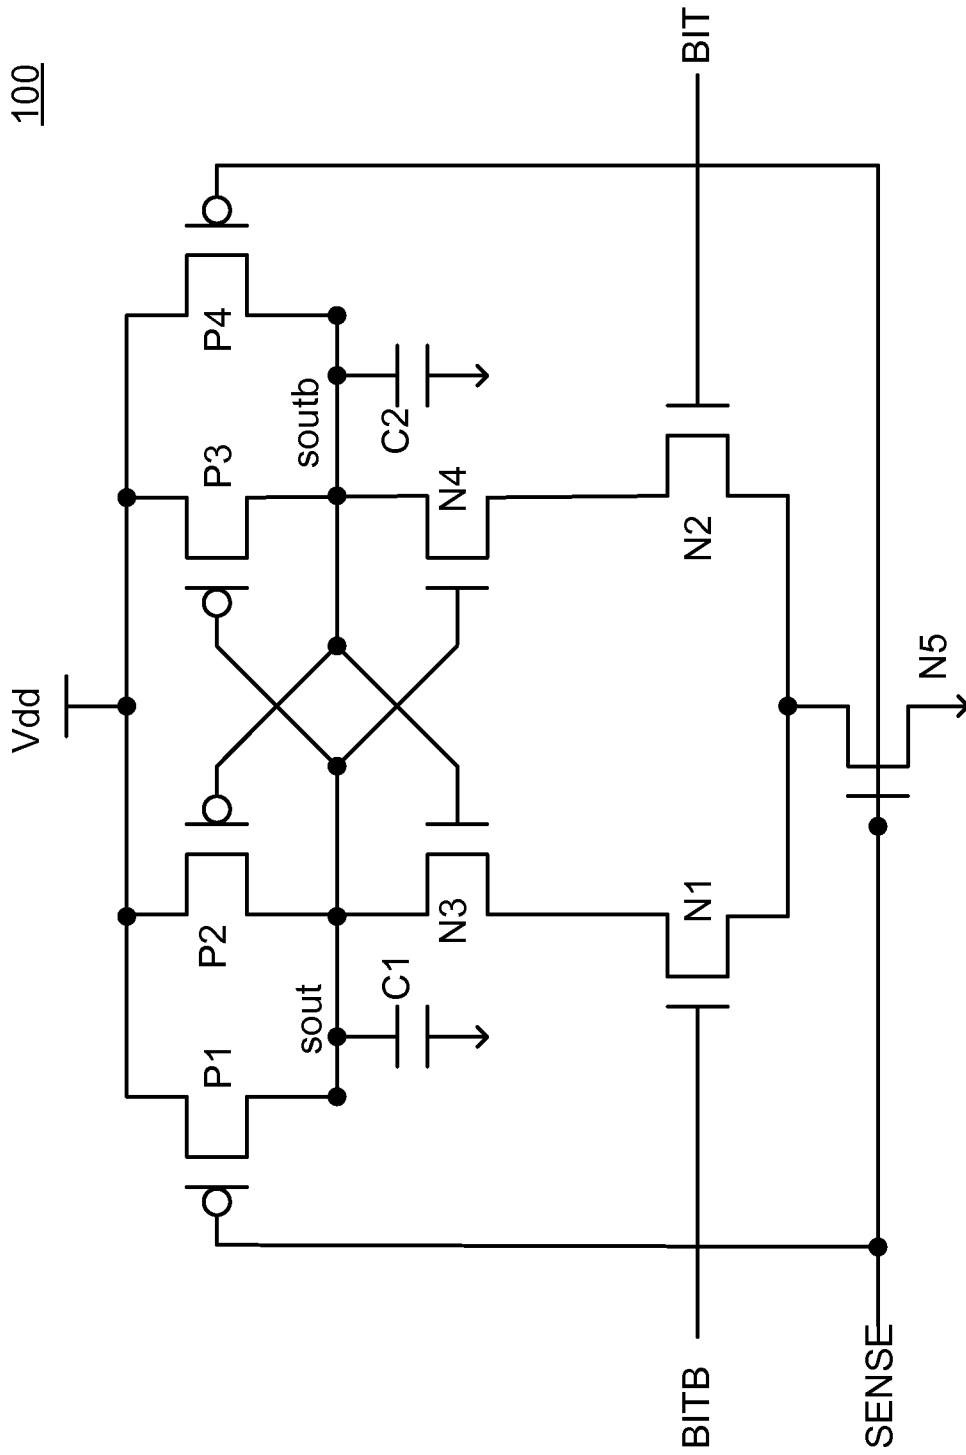 100
Vdd
P1
P2
P3
P4
sout
soutb
C1
C2
N3
N4
N1
N2
BITB
BIT
N5
SENSE